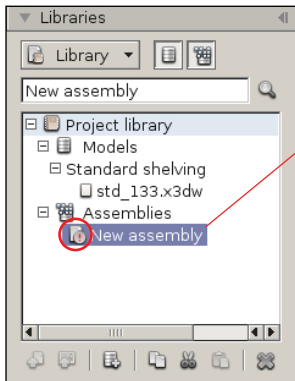 Libraries
Library
New assembly
Project library
Models
Standard shelving
std_133.x3dw
Assemblies
New assembly